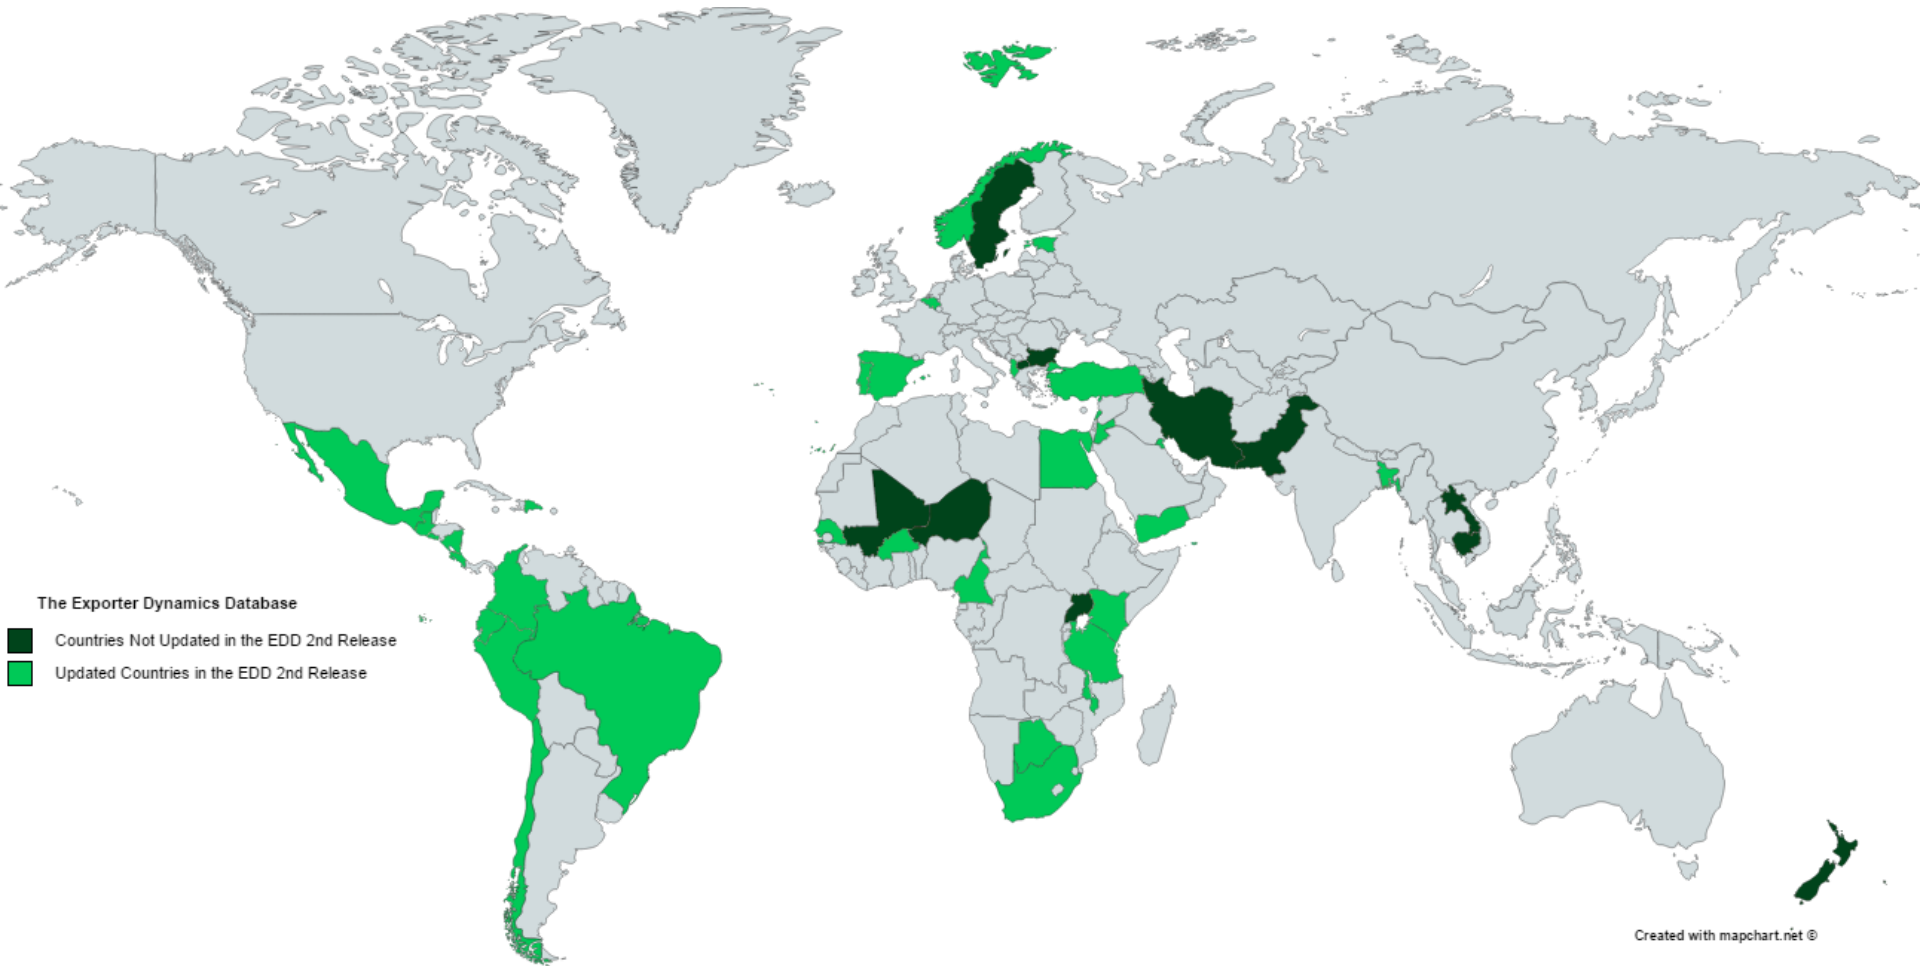 The Exporter Dynamics Database
Countries Not Updated in the EDD 2nd Release
Updated Countries in the EDD 2nd Release
Created with mapchart.net ©